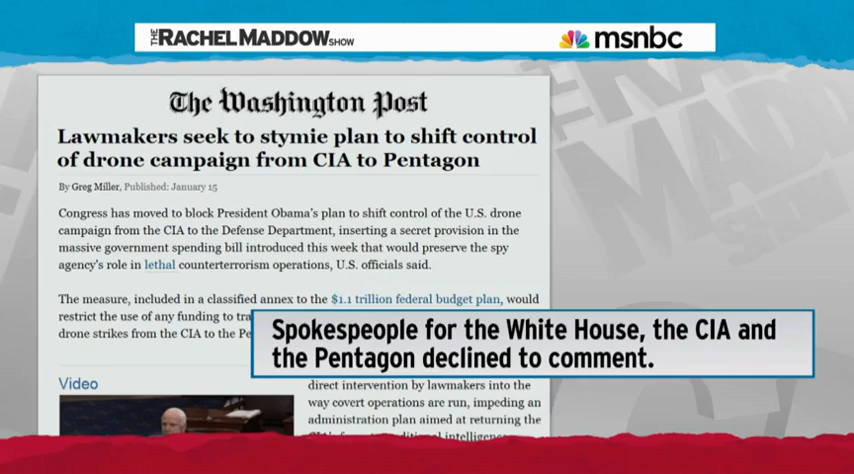 THE RACHEL MADDOW SHOW
msnbc
The Washington Post
Lawmakers seek to stymie plan to shift control
of drone campaign from CIA to Pentagon
By Greg Miller, Published: January 15
Congress has moved to block President Obama's plan to shift control of the U.S. drone
campaign from the CIA to the Defense Department, inserting a secret provision in the
massive government spending bill introduced this week that would preserve the spy
agency's role in lethal counterterrorism operations, U.S. officials said.
The measure, included in a classified annex to the $1.1 trillion federal budget plan, would
restrict the use of any funding to
drone strikes from the CIA to the
Spokespeople for the White House, the CIA and
the Pentagon declined to comment.
Video
direct intervention by lawmakers into the
way covert operations are run, impeding an
administration plan aimed at returning the